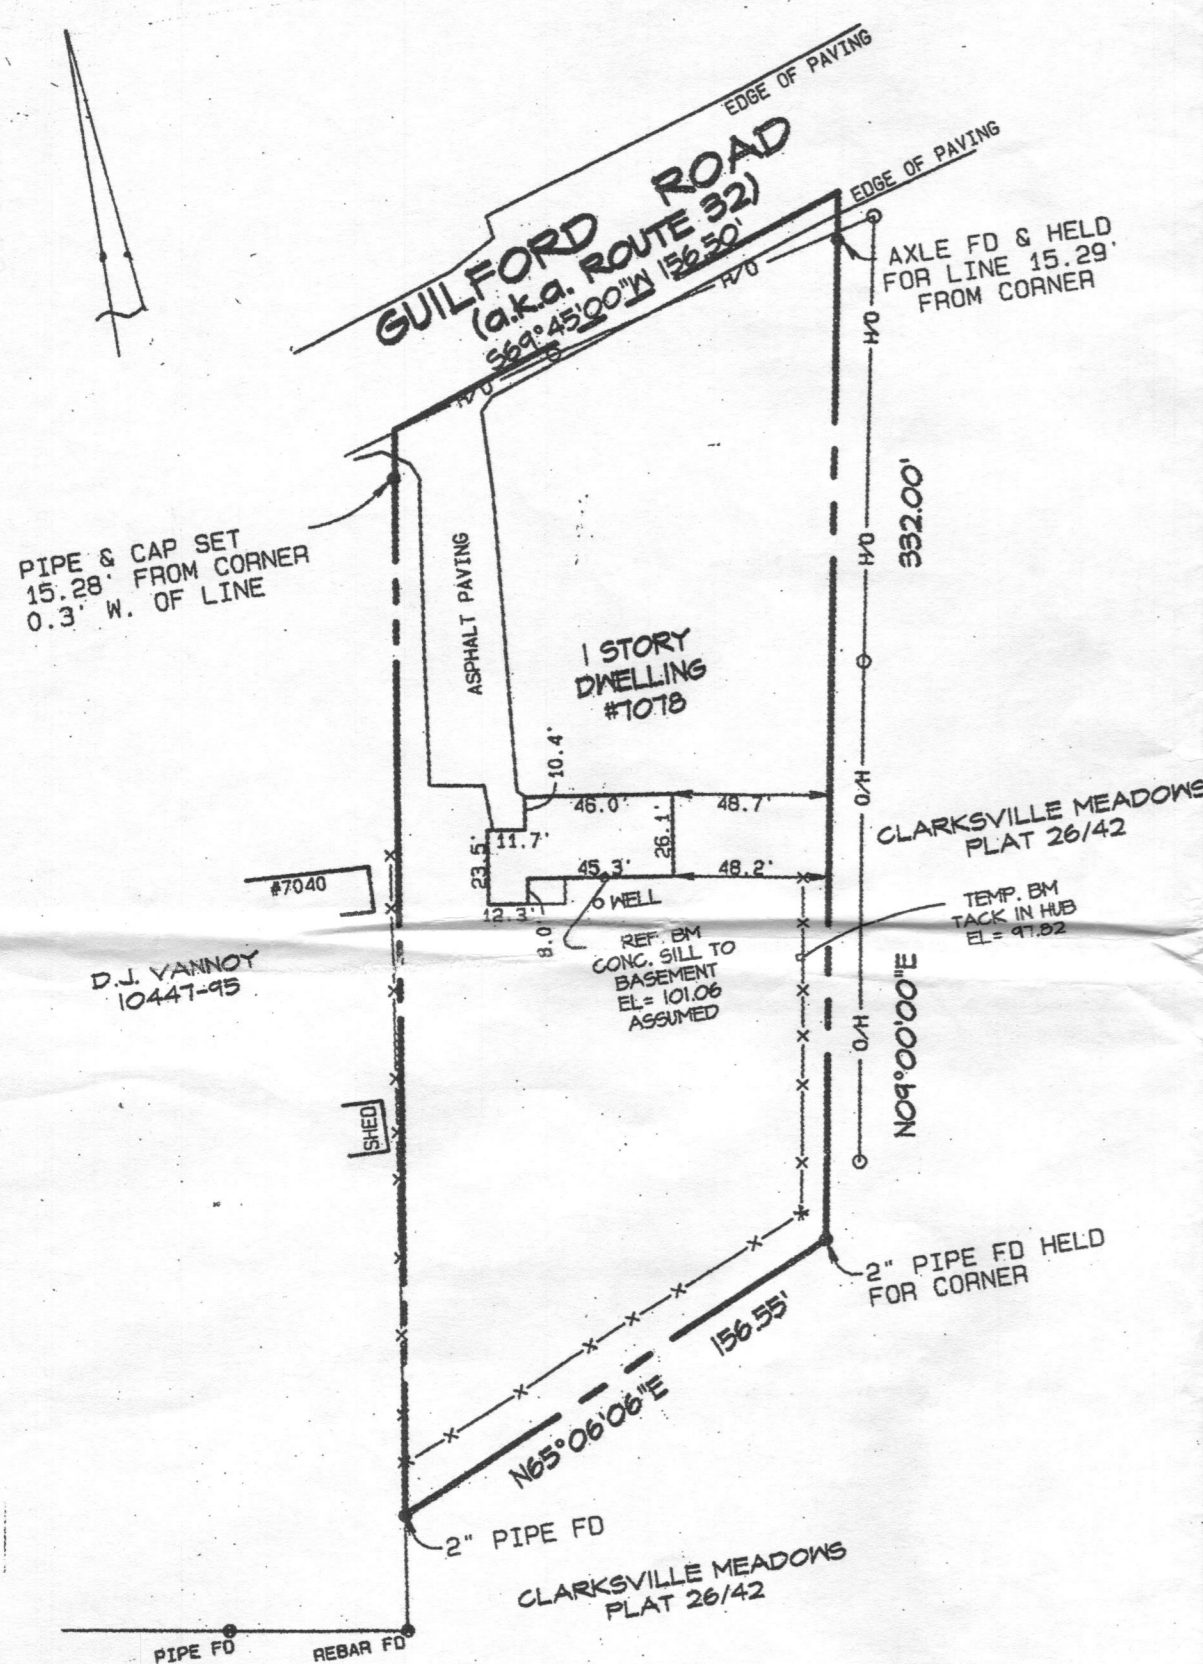 EDGE OF PAVING
GUILFORD ROAD
(a.k.a. ROUTE 32)
S69°45'00"W 156.50'
EDGE OF PAVING
O/H
O/H
AXLE FD & HELD
FOR LINE 15.29'
FROM CORNER
O/H
332.00'
O/H
PIPE & CAP SET
15.28' FROM CORNER
0.3' W. OF LINE
ASPHALT PAVING
1 STORY
DWELLING
#7078
10.4'
46.0'
48.7'
O/H
CLARKSVILLE MEADOWS
PLAT 26/42
11.7'
26.1'
23.5'
45.3'
48.2'
#7040
12.3'
8.0'
WELL
TEMP. BM
TACK IN HUB
EL= 97.82
REF. BM
CONC. SILL TO
BASEMENT
EL= 101.06
ASSUMED
D.J. VANNOY
10447-95
O/H
N09°00'00"E
SHED
2" PIPE FD HELD
FOR CORNER
156.55'
N65°06'06"E
2" PIPE FD
CLARKSVILLE MEADOWS
PLAT 26/42
PIPE FD
REBAR FD